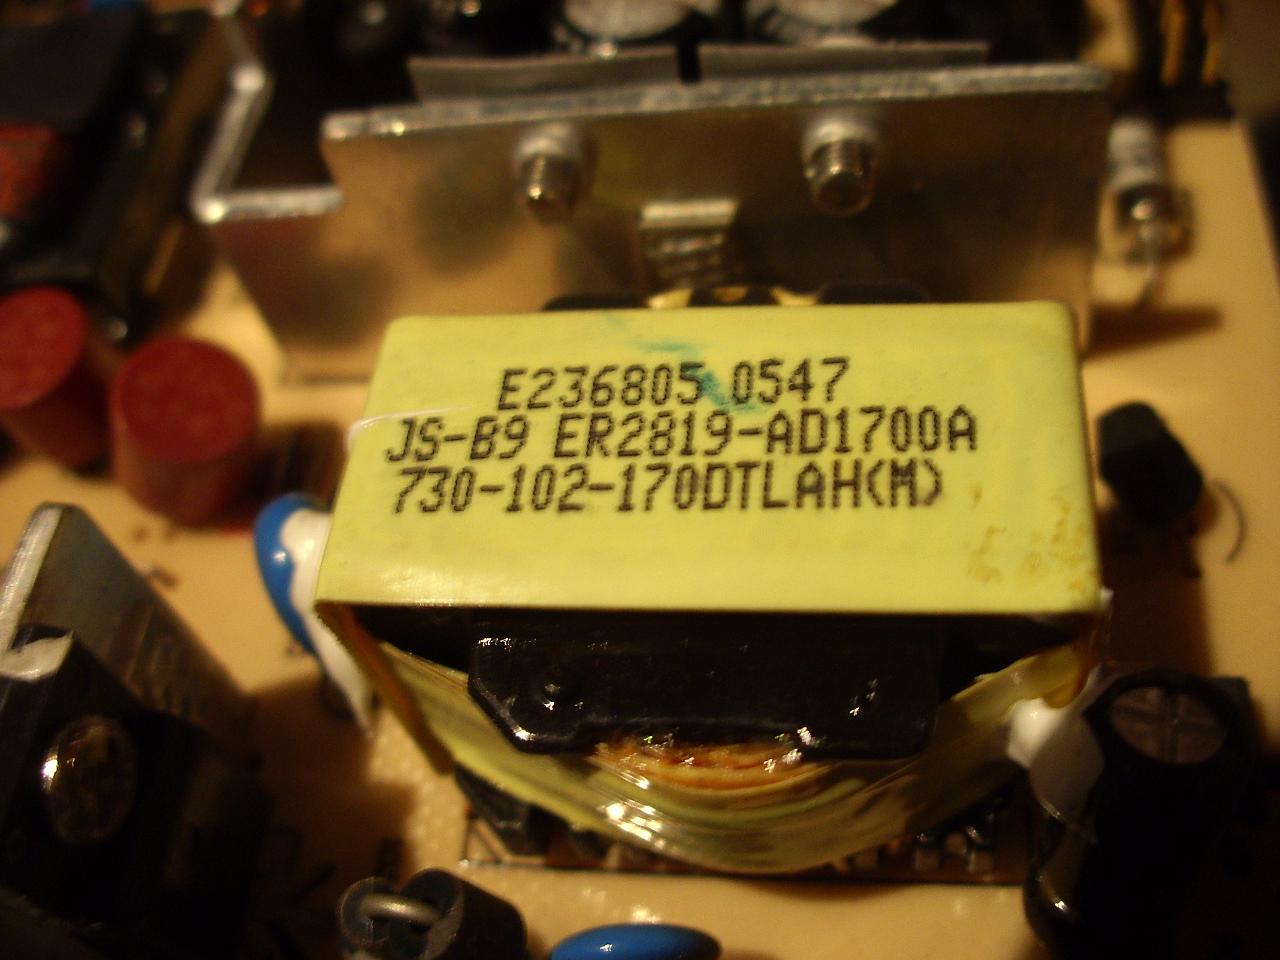 E236805 0547
JS-B9 ER2819-AD1700A
730-102-170DTLAH(M)